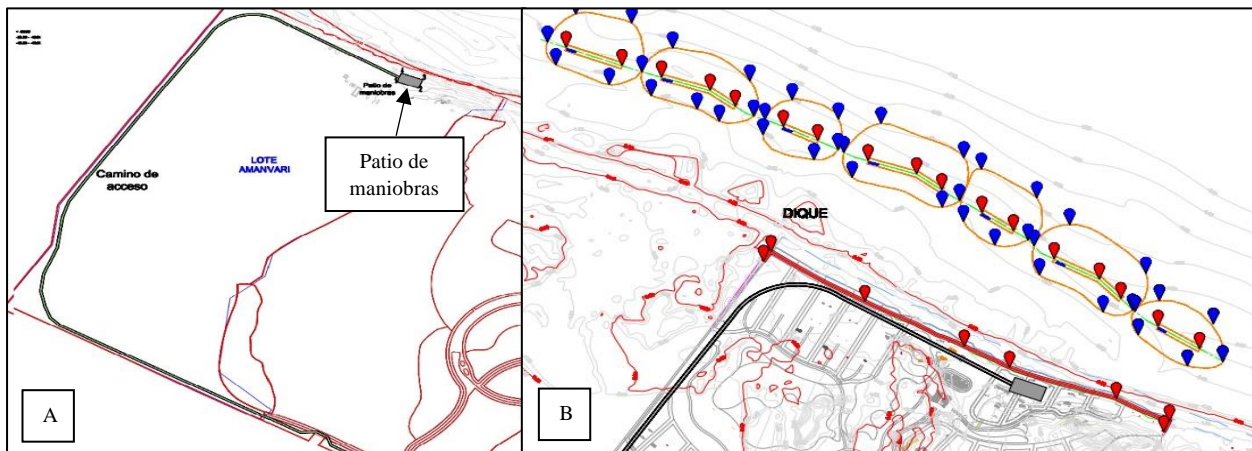 Patio de
maniobras
Patio de
maniobras
LOTE
AMANVARI
Camino de
acceso
A
DIQUE
B